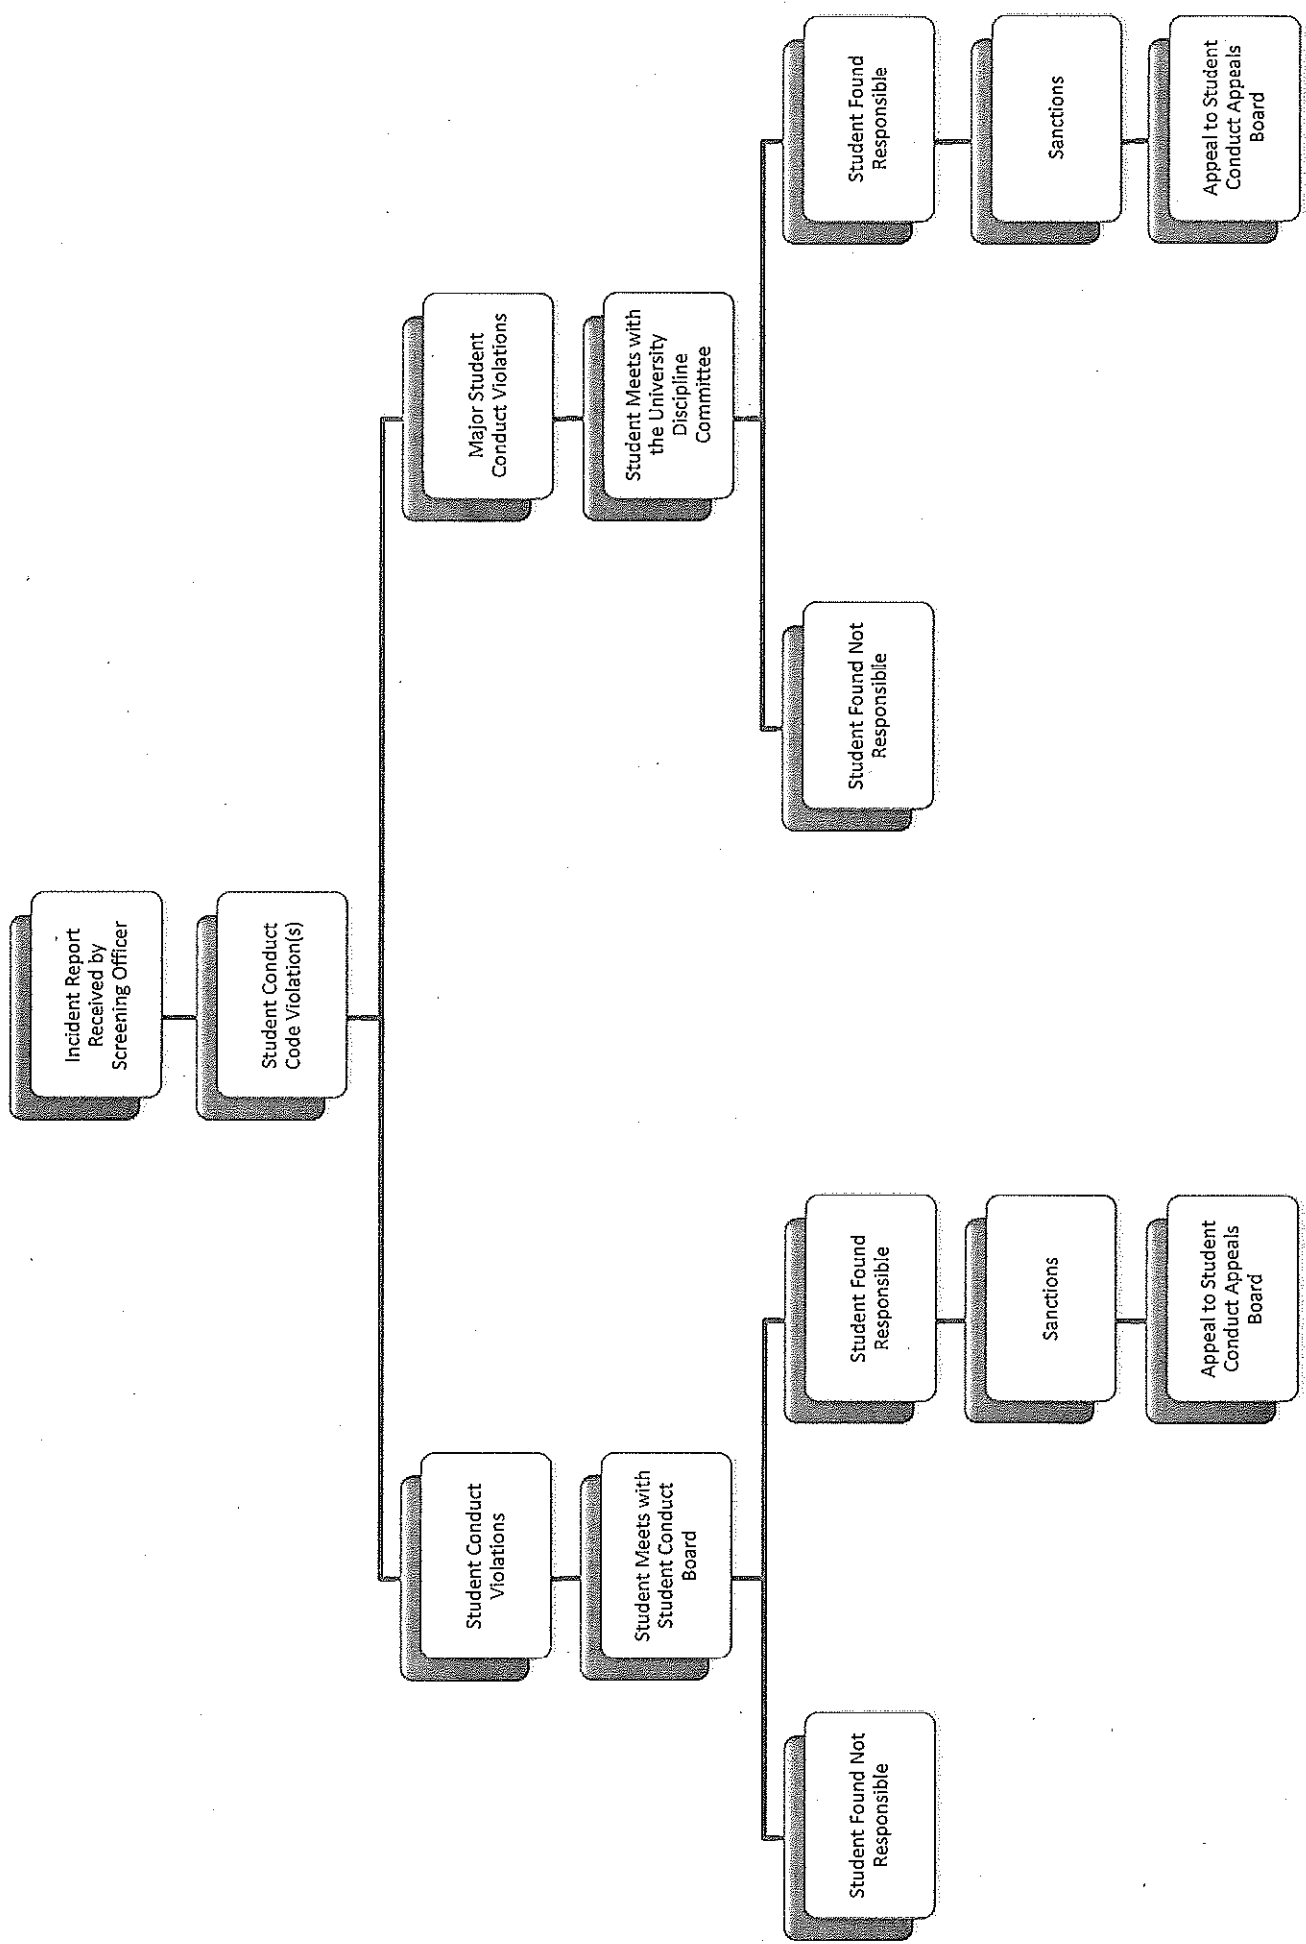 Incident Report
Received by
Screening Officer
Student Conduct
Code Violation(s)
Student Conduct
Violations
Student Meets with
Student Conduct
Board
Student Found Not
Responsible
Student Found
Responsible
Sanctions
Appeal to Student
Conduct Appeals
Board
Major Student
Conduct Violations
Student Meets with
the University
Discipline
Committee
Student Found Not
Responsible
Student Found
Responsible
Sanctions
Appeal to Student
Conduct Appeals
Board